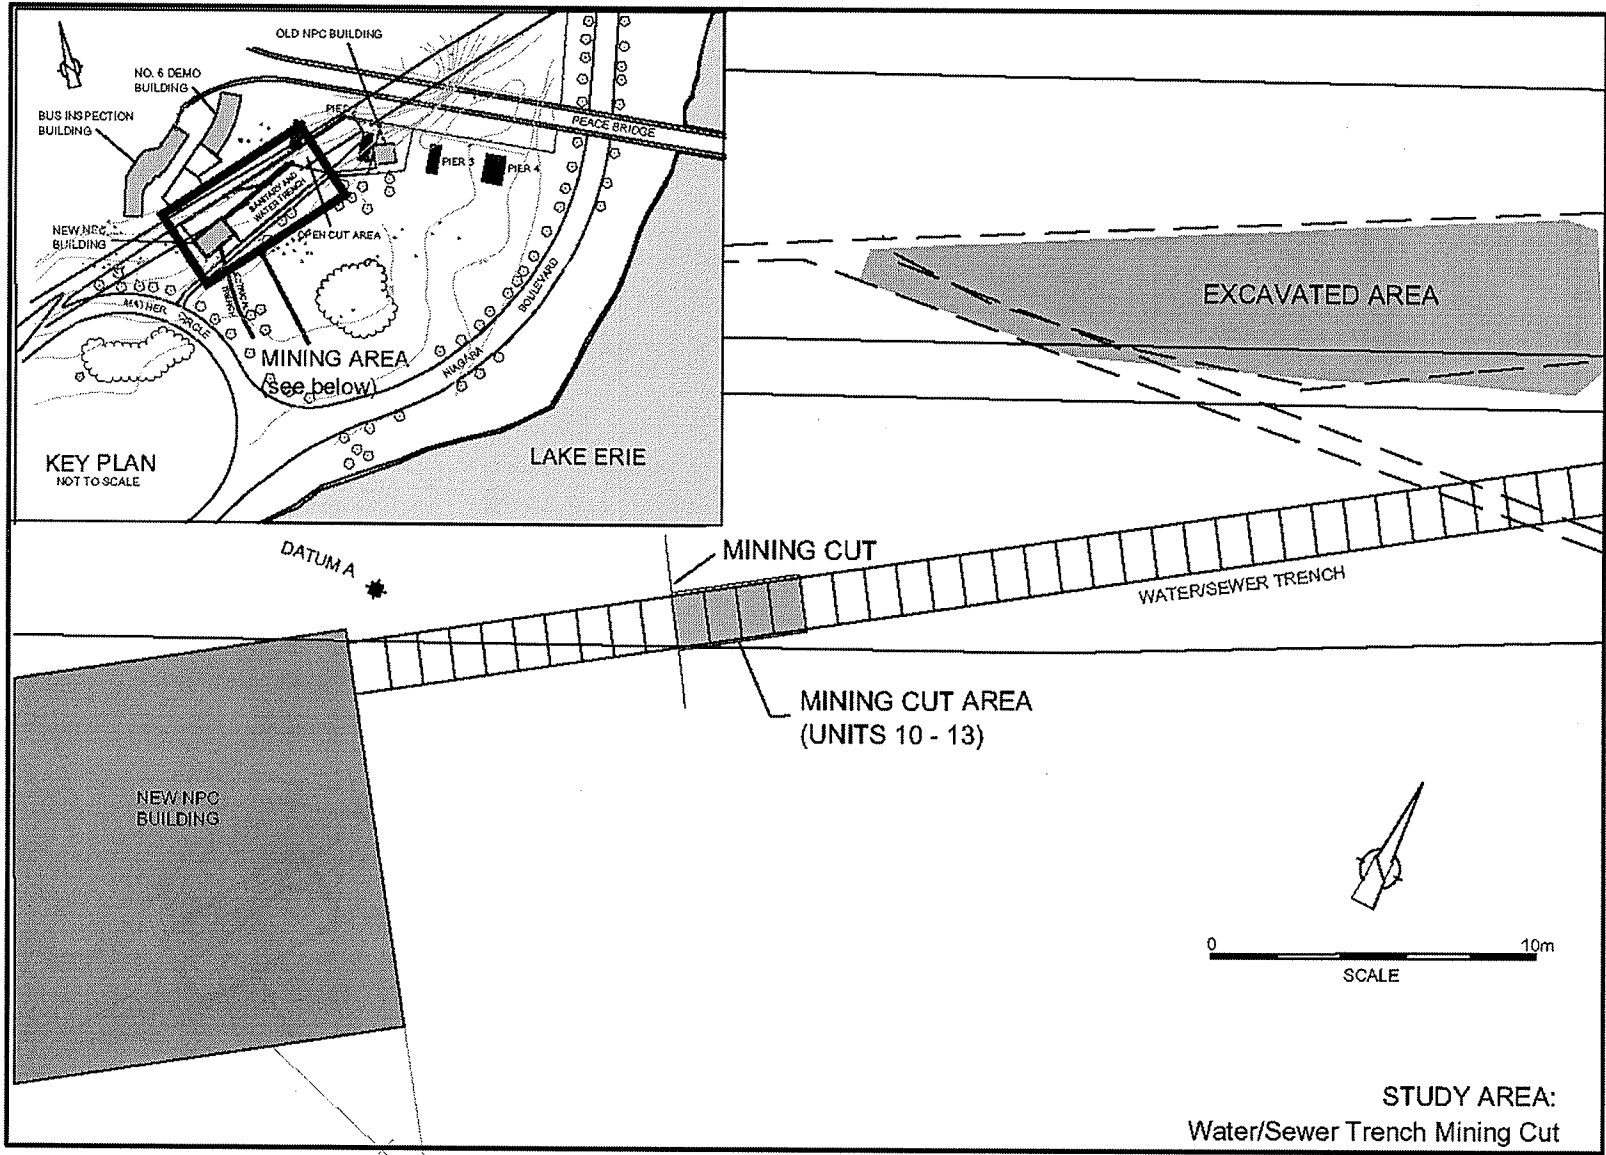 OLD NPC BUILDING
NO. 6 DEMO
BUILDING
BUS INSPECTION
BUILDING
PEACE BRIDGE
PIER 3
PIER 4
SANITARY AND
WATER TRENCH
OPEN CUT AREA
NEW NPC
BUILDING
MATHER CIRCLE
NIAGARA BOULEVARD
MINING AREA
(see below)
LAKE ERIE
KEY PLAN
NOT TO SCALE
EXCAVATED AREA
DATUM A
MINING CUT
WATER/SEWER TRENCH
MINING CUT AREA
(UNITS 10 - 13)
NEW NPC
BUILDING
0 10m
SCALE
STUDY AREA:
Water/Sewer Trench Mining Cut